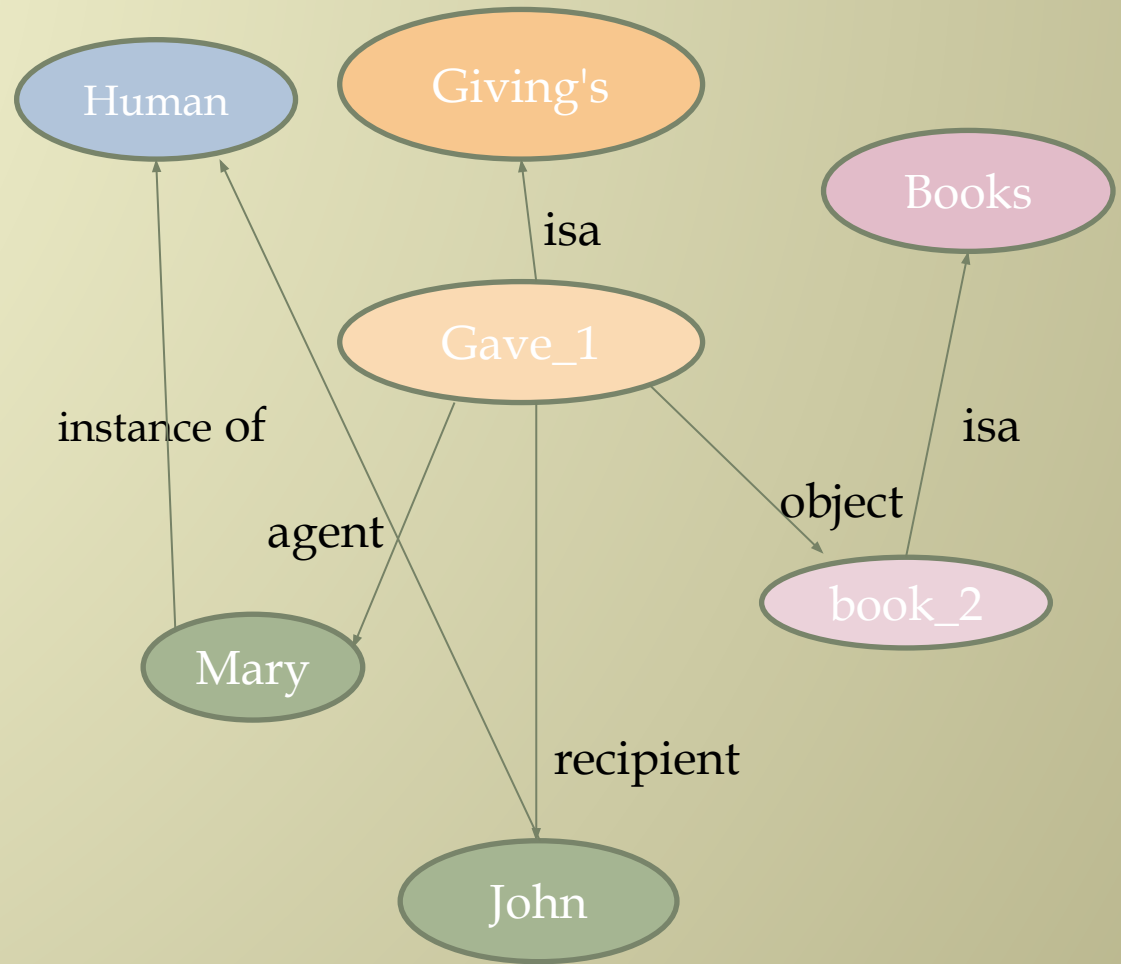 Human
Giving's
Books
isa
Gave_1
instance of
isa
object
agent
book_2
Mary
recipient
John